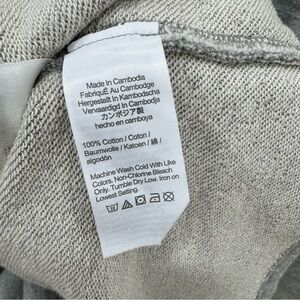 Made in Cambodia
Fabriqué Au Cambodge
Hergestellt in Kambodscha
Vervaardigd in Cambodja
カンボジア製
hecho en camboya
100% Cotton / Coton /
Baumwolle / Katoen / 綿 /
algodón
Machine Wash Cold With Like
Colors, Non-Chlorine Bleach
Only. Tumble Dry Low. Iron on
Lowest Setting.